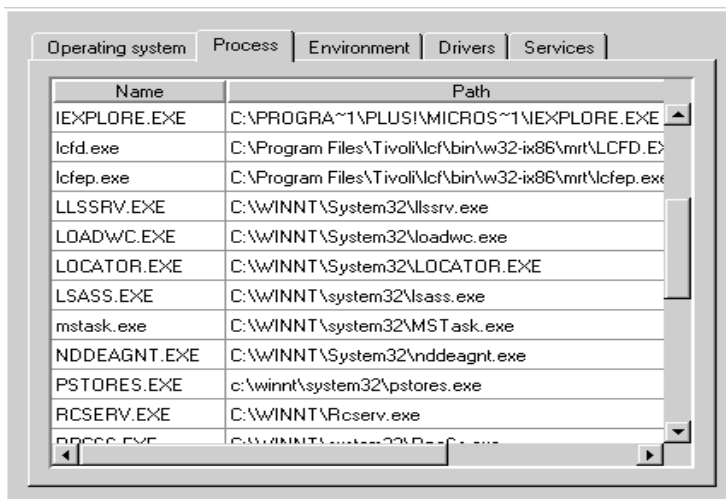 Operating system Process Environment Drivers Services
Name Path
IEXPLORE.EXE C:\PROGRA~1\PLUS!\MICROS~1\IEXPLORE.EXE
lcfd.exe C:\Program Files\Tivoli\lcf\bin\w32-ix86\mrt\LCFD.EX
lcfep.exe C:\Program Files\Tivoli\lcf\bin\w32-ix86\mrt\lcfep.exe
LLSSRV.EXE C:\WINNT\System32\llssrv.exe
LOADWC.EXE C:\WINNT\System32\loadwc.exe
LOCATOR.EXE C:\WINNT\System32\LOCATOR.EXE
LSASS.EXE C:\WINNT\system32\lsass.exe
mstask.exe C:\WINNT\system32\MSTask.exe
NDDEAGNT.EXE C:\WINNT\System32\nddeagnt.exe
PSTORES.EXE c:\winnt\system32\pstores.exe
RCSERV.EXE C:\WINNT\Rcserv.exe